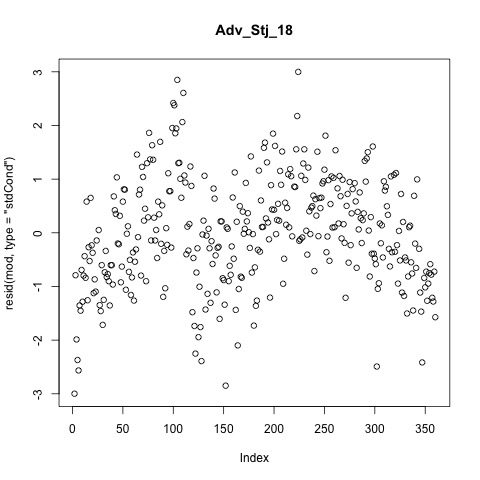 Adv_Stj_18
resid(mod, type = "stdCond")
3
2
1
0
-1
-2
-3
0 50 100 150 200 250 300 350
Index